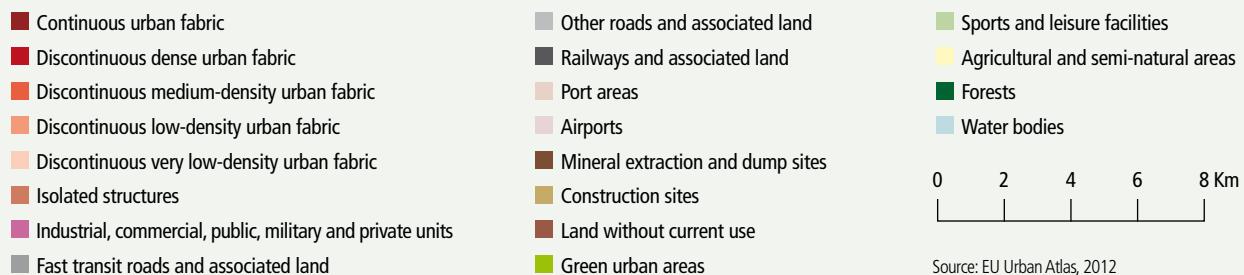 Continuous urban fabric
Discontinuous dense urban fabric
Discontinuous medium-density urban fabric
Discontinuous low-density urban fabric
Discontinuous very low-density urban fabric
Isolated structures
Industrial, commercial, public, military and private units
Fast transit roads and associated land
Other roads and associated land
Railways and associated land
Port areas
Airports
Mineral extraction and dump sites
Construction sites
Land without current use
Green urban areas
Sports and leisure facilities
Agricultural and semi-natural areas
Forests
Water bodies
0 2 4 6 8 Km
Source: EU Urban Atlas, 2012